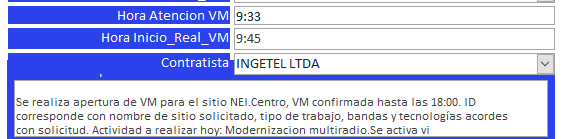 Hora Atencion VM 9:33
Hora Inicio_Real_VM 9:45
Contratista INGETEL LTDA
Se realiza apertura de VM para el sitio NEI.Centro, VM confirmada hasta las 18:00. ID
corresponde con nombre de sitio solicitado, tipo de trabajo, bandas y tecnologías acordes
con solicitud. Actividad a realizar hoy: Modernizacion multiradio.Se activa vi